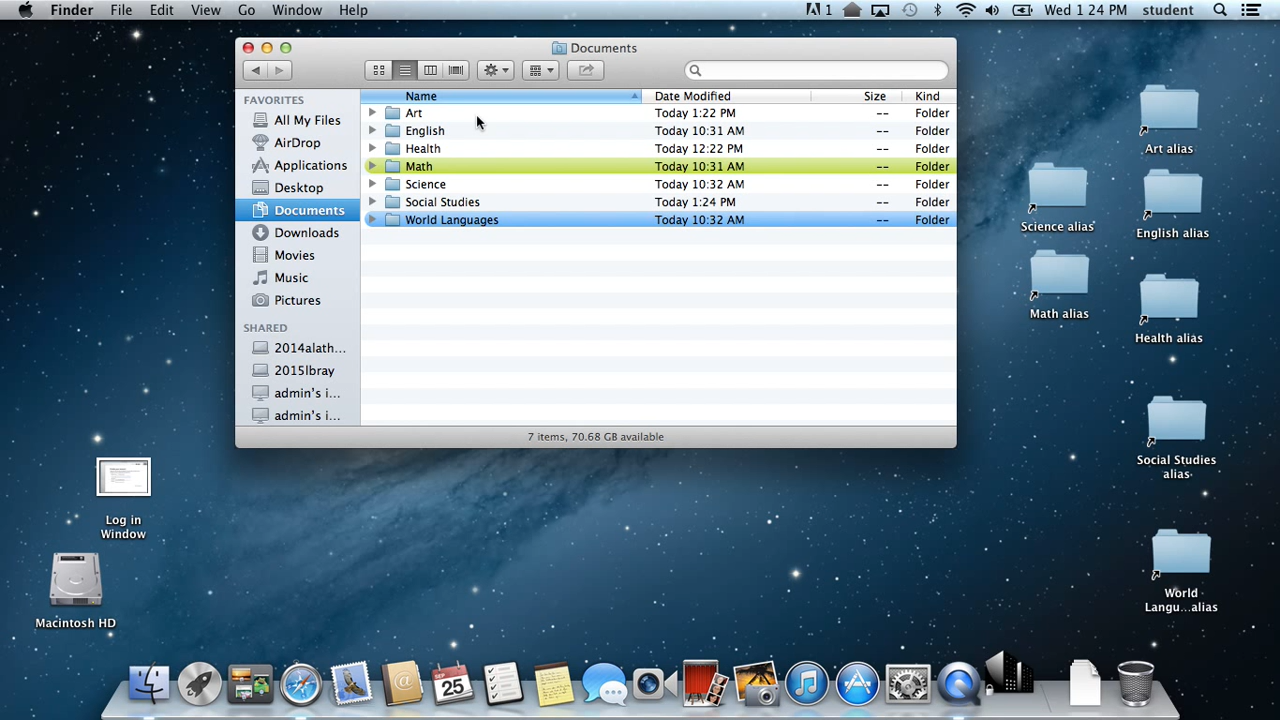 Finder File Edit View Go Window Help 1 Wed 1 24 PM student
Documents
FAVORITES
All My Files
AirDrop
Applications
Desktop
Documents
Downloads
Movies
Music
Pictures
SHARED
2014alath...
2015lbray
admin's i...
admin's i...
Name Date Modified Size Kind
Art Today 1:22 PM -- Folder
English Today 10:31 AM -- Folder
Health Today 12:22 PM -- Folder
Math Today 10:31 AM -- Folder
Science Today 10:32 AM -- Folder
Social Studies Today 1:24 PM -- Folder
World Languages Today 10:32 AM -- Folder
7 items, 70.68 GB available
Art alias
Science alias
English alias
Math alias
Health alias
Social Studies
alias
World
Langu...alias
Log in
Window
Macintosh HD
SEP
25